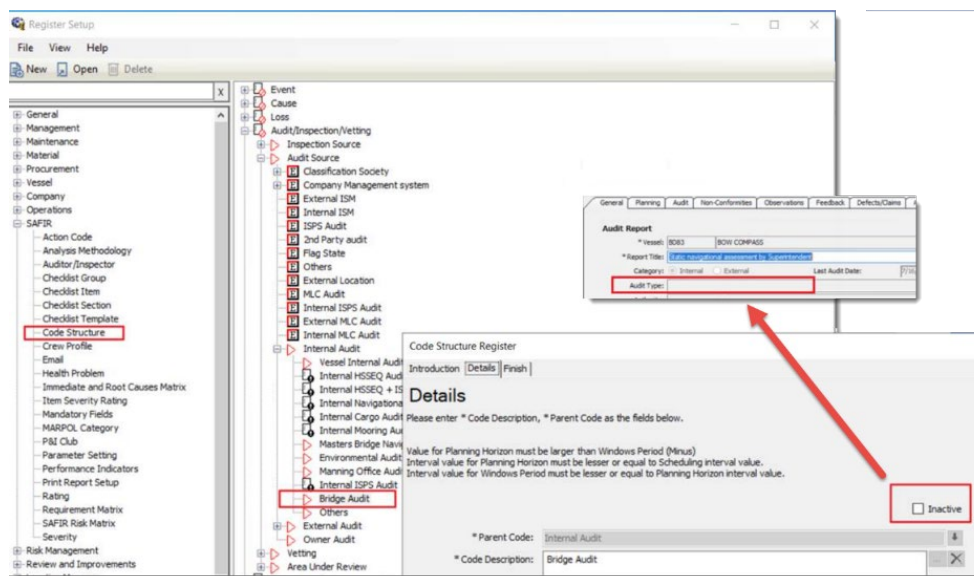 Register Setup
File View Help
New Open Delete
X
General
Management
Maintenance
Material
Procurement
Vessel
Company
Operations
SAFIR
Action Code
Analysis Methodology
Auditor/Inspector
Checklist Group
Checklist Item
Checklist Section
Checklist Template
Code Structure
Crew Profile
Email
Health Problem
Immediate and Root Causes Matrix
Item Severity Rating
Mandatory Fields
MARPOL Category
P&I Club
Parameter Setting
Performance Indicators
Print Report Setup
Rating
Requirement Matrix
SAFIR Risk Matrix
Severity
Risk Management
Review and Improvements
Event
Cause
Loss
Audit/Inspection/Vetting
Inspection Source
Audit Source
Classification Society
Company Management system
External ISM
Internal ISM
ISPS Audit
2nd Party audit
Flag State
Others
External Location
MLC Audit
Internal ISPS Audit
External MLC Audit
Internal MLC Audit
Internal Audit
Vessel Internal Audit
Internal HSSEQ Aud
Internal HSSEQ + IS
Internal Navigationa
Internal Cargo Audit
Internal Mooring Au
Masters Bridge Navi
Environmental Audit
Manning Office Audi
Internal ISPS Audit
Bridge Audit
Others
External Audit
Owner Audit
Vetting
Area Under Review
General Planning Audit Non-Conformities Observations Feedback Defects/Claims
Audit Report
* Vessel: BD83 BOW COMPASS
* Report Title: Static navigational assessment by Superintendent
Category: Internal External Last Audit Date:
Audit Type:
Code Structure Register
Introduction Details Finish
Details
Please enter * Code Description, * Parent Code as the fields below.
Value for Planning Horizon must be larger than Windows Period (Minus)
Interval value for Planning Horizon must be lesser or equal to Scheduling interval value.
Interval value for Windows Period must be lesser or equal to Planning Horizon interval value.
Inactive
* Parent Code: Internal Audit
* Code Description: Bridge Audit